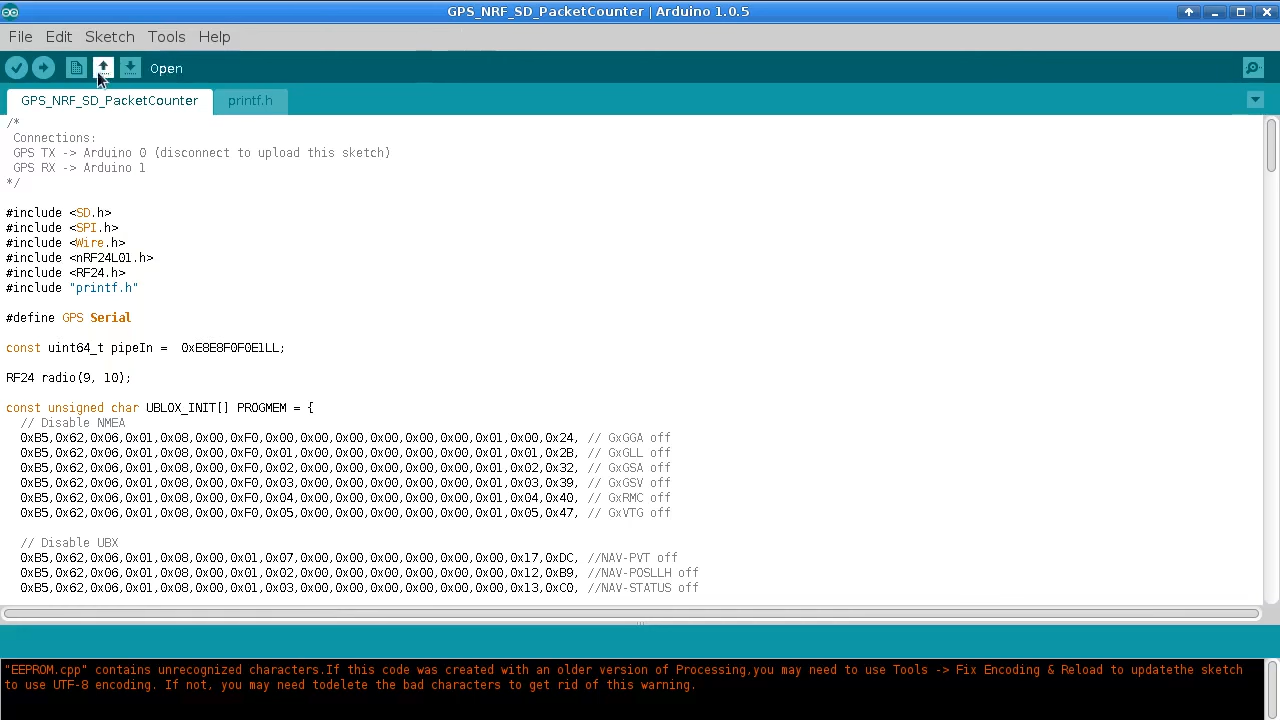 GPS_NRF_SD_PacketCounter | Arduino 1.0.5
File Edit Sketch Tools Help
Open
GPS_NRF_SD_PacketCounter printf.h
/*
Connections:
GPS TX -> Arduino 0 (disconnect to upload this sketch)
GPS RX -> Arduino 1
*/
#include <SD.h>
#include <SPI.h>
#include <Wire.h>
#include <nRF24L01.h>
#include <RF24.h>
#include "printf.h"
#define GPS Serial
const uint64_t pipeIn =  0xE8E8F0F0E1LL;
RF24 radio(9, 10);
const unsigned char UBLOX_INIT[] PROGMEM = {
// Disable NMEA
0xB5,0x62,0x06,0x01,0x08,0x00,0xF0,0x00,0x00,0x00,0x00,0x00,0x00,0x01,0x00,0x24, // GxGGA off
0xB5,0x62,0x06,0x01,0x08,0x00,0xF0,0x01,0x00,0x00,0x00,0x00,0x00,0x01,0x01,0x2B, // GxGLL off
0xB5,0x62,0x06,0x01,0x08,0x00,0xF0,0x02,0x00,0x00,0x00,0x00,0x00,0x01,0x02,0x32, // GxGSA off
0xB5,0x62,0x06,0x01,0x08,0x00,0xF0,0x03,0x00,0x00,0x00,0x00,0x00,0x01,0x03,0x39, // GxGSV off
0xB5,0x62,0x06,0x01,0x08,0x00,0xF0,0x04,0x00,0x00,0x00,0x00,0x00,0x01,0x04,0x40, // GxRMC off
0xB5,0x62,0x06,0x01,0x08,0x00,0xF0,0x05,0x00,0x00,0x00,0x00,0x00,0x01,0x05,0x47, // GxVTG off
// Disable UBX
0xB5,0x62,0x06,0x01,0x08,0x00,0x01,0x07,0x00,0x00,0x00,0x00,0x00,0x00,0x17,0xDC, //NAV-PVT off
0xB5,0x62,0x06,0x01,0x08,0x00,0x01,0x02,0x00,0x00,0x00,0x00,0x00,0x00,0x12,0xB9, //NAV-POSLLH off
0xB5,0x62,0x06,0x01,0x08,0x00,0x01,0x03,0x00,0x00,0x00,0x00,0x00,0x00,0x13,0xC0, //NAV-STATUS off
"EEPROM.cpp" contains unrecognized characters.If this code was created with an older version of Processing,you may need to use Tools -> Fix Encoding & Reload to updatethe sketch
to use UTF-8 encoding. If not, you may need todelete the bad characters to get rid of this warning.